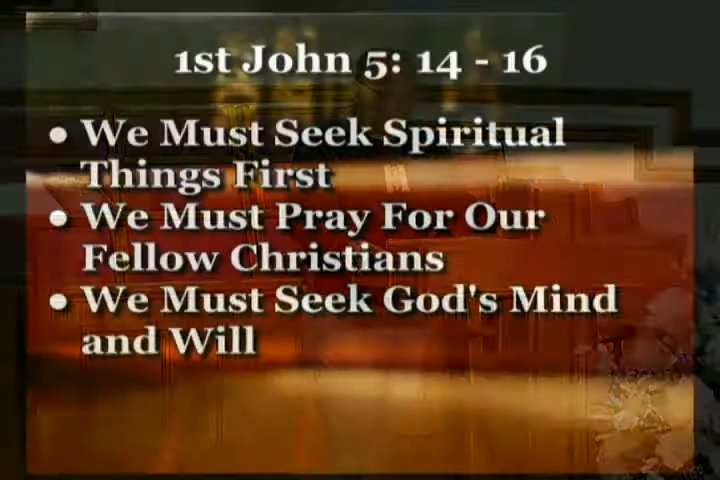 1st John 5: 14 - 16
● We Must Seek Spiritual
Things First
● We Must Pray For Our
Fellow Christians
● We Must Seek God's Mind
and Will